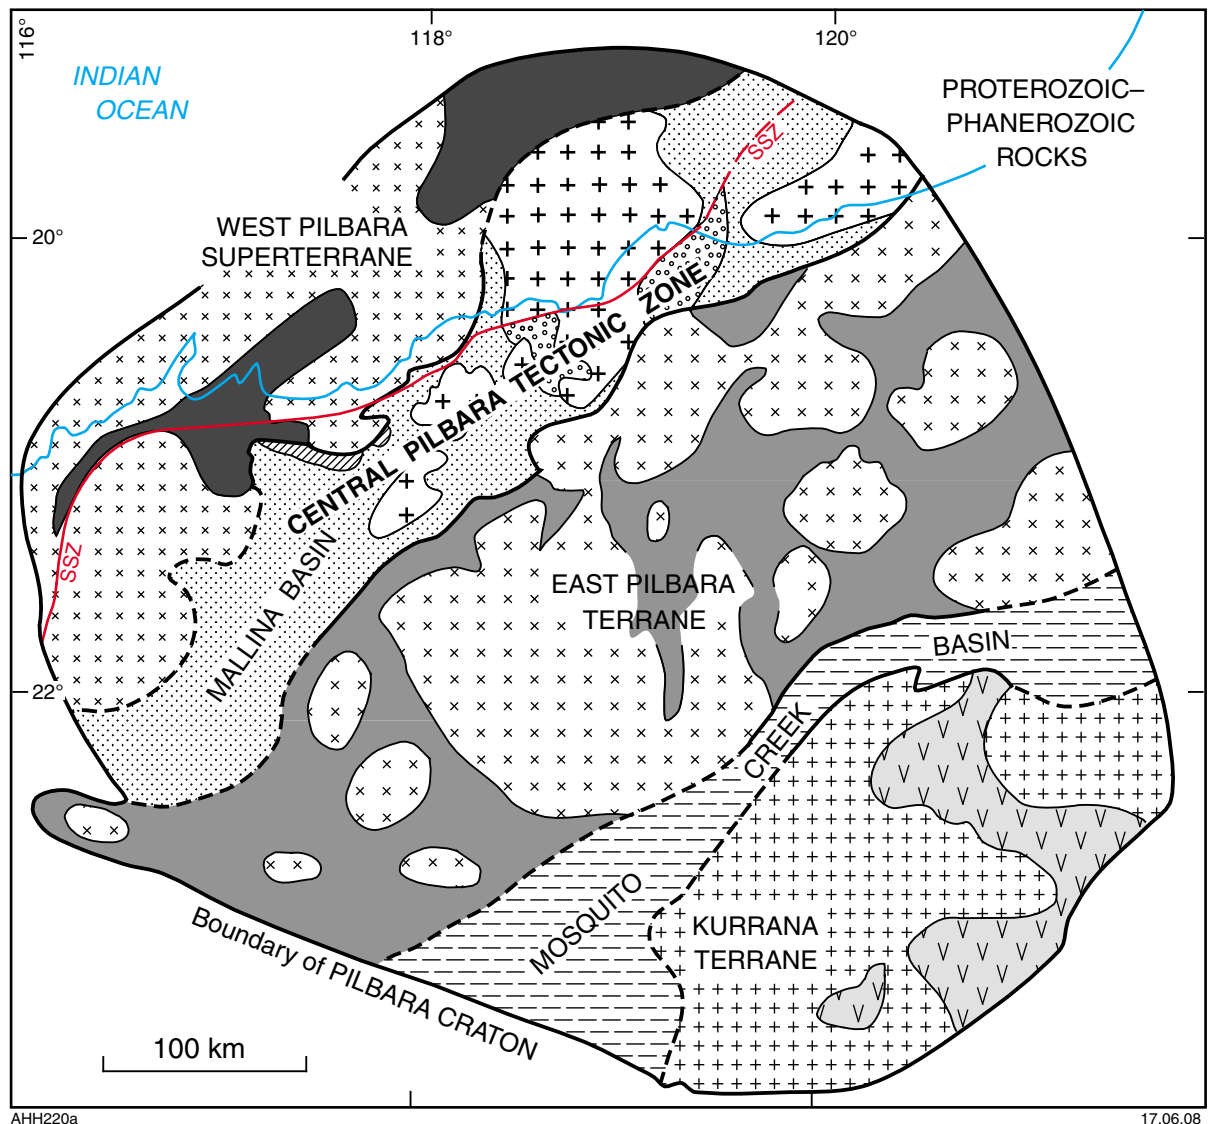 116°
118°
120°
INDIAN
OCEAN
PROTEROZOIC–
PHANEROZOIC
ROCKS
SSZ
WEST PILBARA
SUPERTERRANE
20°
CENTRAL PILBARA TECTONIC ZONE
SSZ
MALLINA BASIN
EAST PILBARA
TERRANE
22°
MOSQUITO CREEK BASIN
KURRANA
TERRANE
Boundary of PILBARA CRATON
100 km
AHH220a
17.06.08